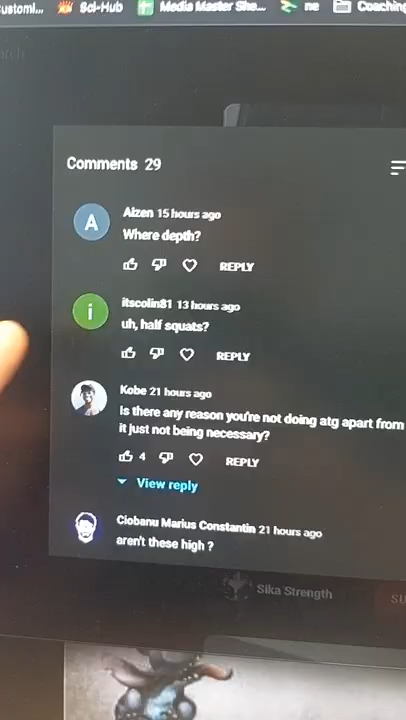 Sci-Hub Media Master She... ne Coaching
Comments 29
A
Aizen 15 hours ago
Where depth?
REPLY
i
itscolin81 13 hours ago
uh, half squats?
REPLY
Kobe 21 hours ago
Is there any reason you're not doing atg apart from
it just not being necessary?
4 REPLY
View reply
Ciobanu Marius Constantin 21 hours ago
aren't these high ?
Sika Strength
SU